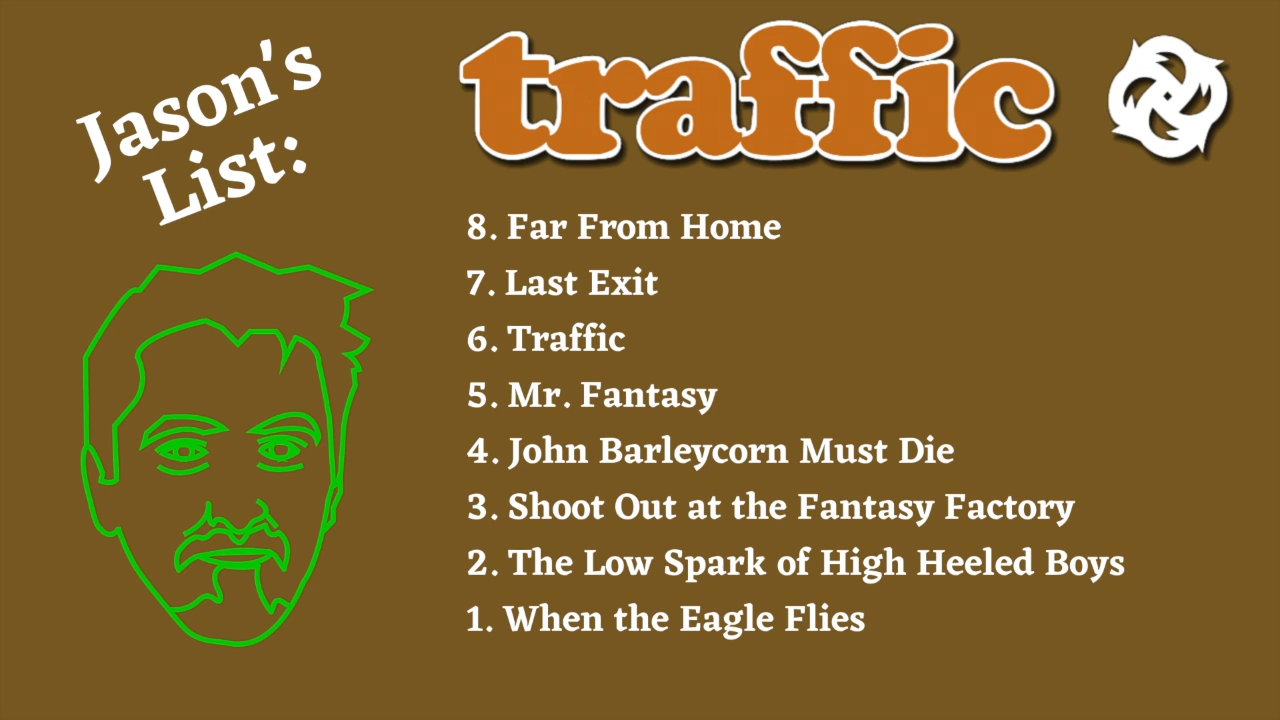 Jason's
List:
traffic
8. Far From Home
7. Last Exit
6. Traffic
5. Mr. Fantasy
4. John Barleycorn Must Die
3. Shoot Out at the Fantasy Factory
2. The Low Spark of High Heeled Boys
1. When the Eagle Flies